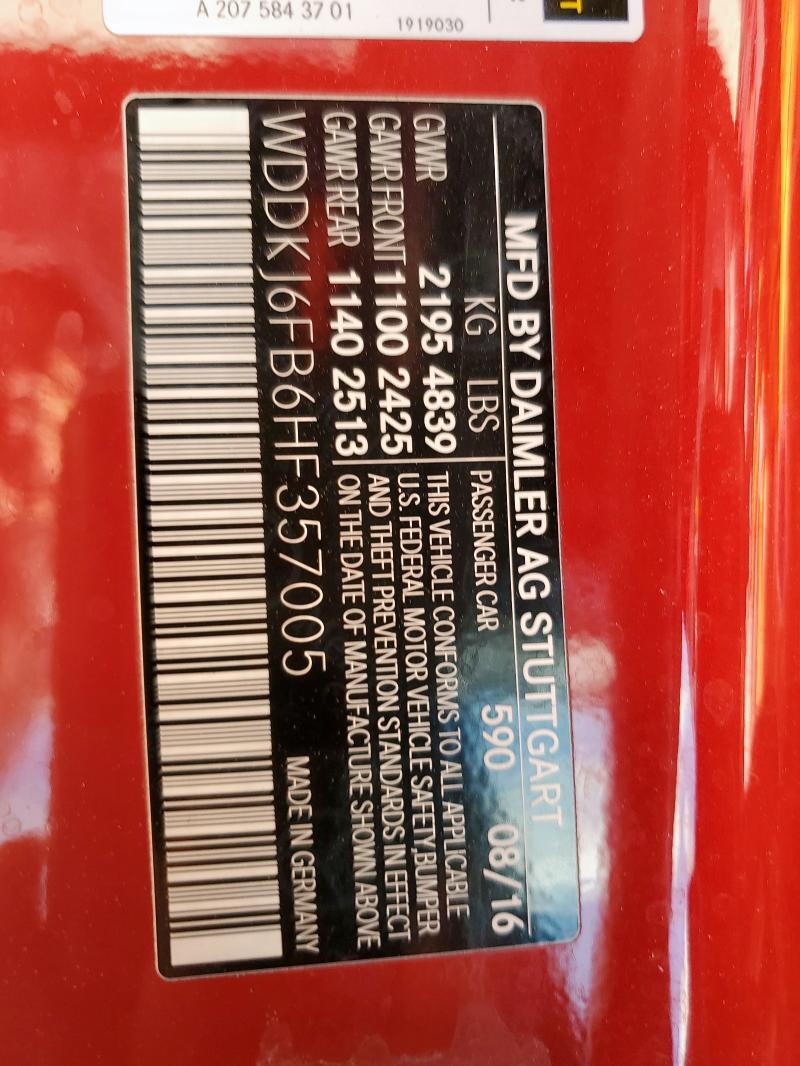 A 207 584 37 01
1919030
MFD BY DAIMLER AG STUTTGART
KG LBS PASSENGER CAR 590 08/16
GVWR 2195 4839 THIS VEHICLE CONFORMS TO ALL APPLICABLE
GAWR FRONT 1100 2425 U.S. FEDERAL MOTOR VEHICLE SAFETY,BUMPER
GAWR REAR 1140 2513 AND THEFT PREVENTION STANDARDS IN EFFECT
ON THE DATE OF MANUFACTURE SHOWN ABOVE
WDDKJ6FB6HF357005 MADE IN GERMANY